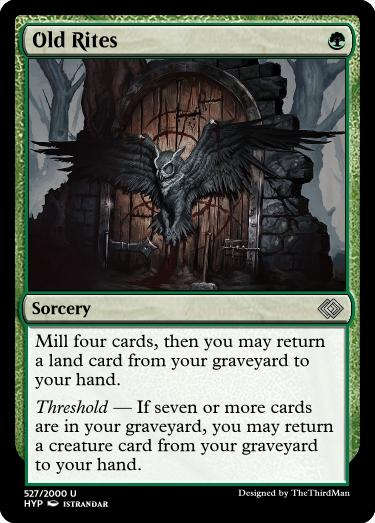 Old Rites
Sorcery
Mill four cards, then you may return
a land card from your graveyard to
your hand.
Threshold — If seven or more cards
are in your graveyard, you may return
a creature card from your graveyard
to your hand.
527/2000 U
HYP ISTRANDAR
Designed by TheThirdMan